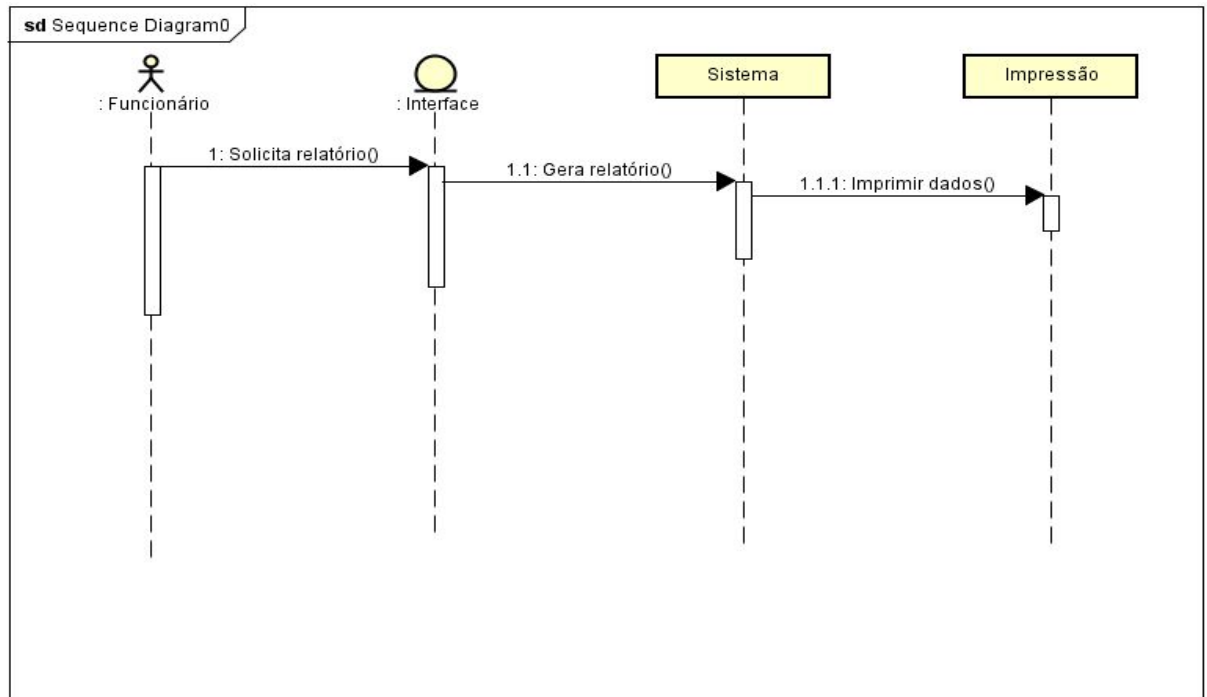 sd Sequence Diagram0
: Funcionário
: Interface
Sistema
Impressão
1: Solicita relatório()
1.1: Gera relatório()
1.1.1: Imprimir dados()